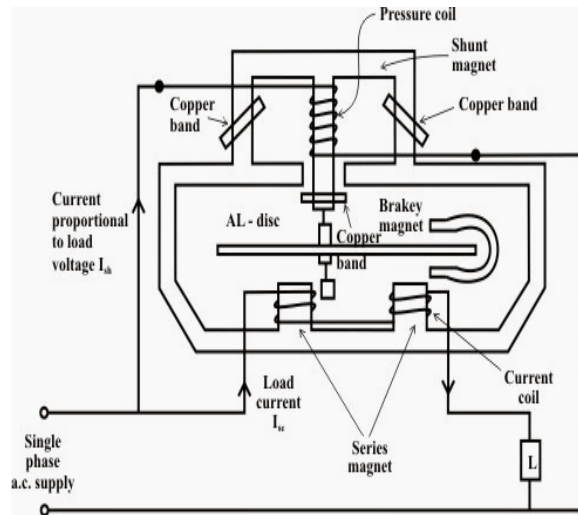 Pressure coil
Shunt
magnet
Copper
band
Copper band
Current
proportional
to load
voltage Ish
AL - disc
Brakey
magnet
Copper
band
Load
current
Ise
Current
coil
Series
magnet
Single
phase
a.c. supply
L